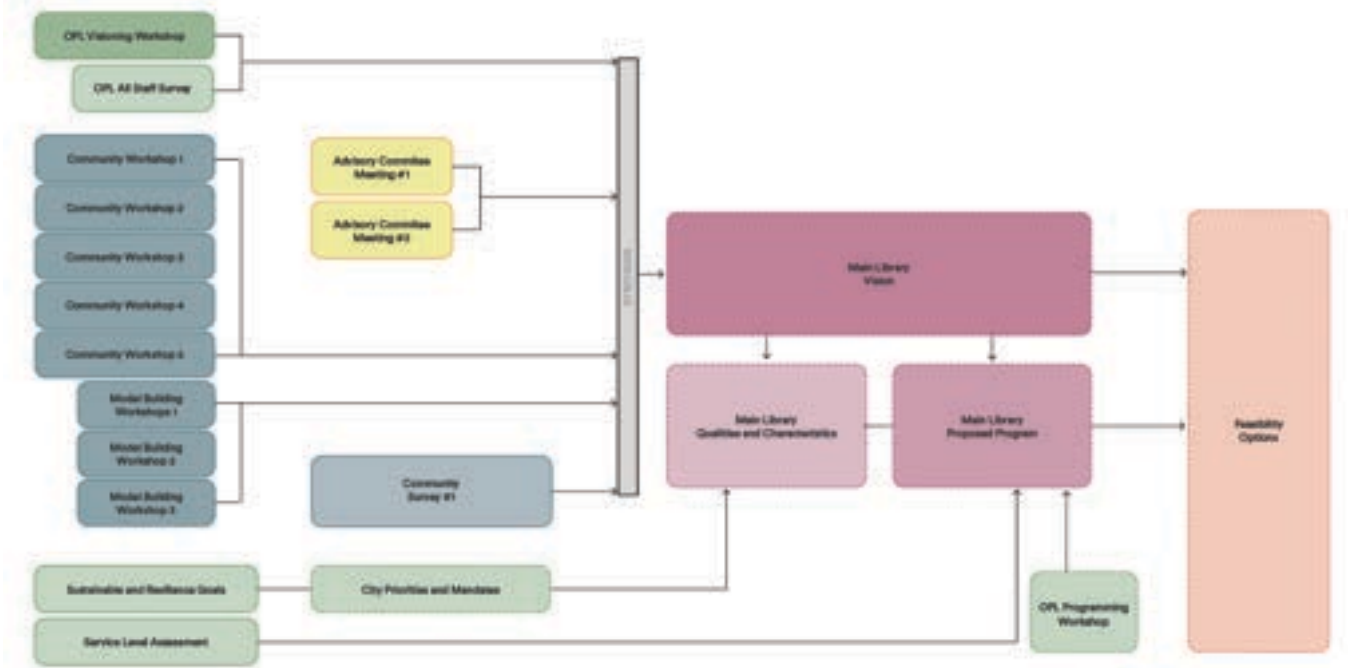 OPL Visioning Workshop
OPL All Staff Survey
Community Workshop 1
Community Workshop 2
Community Workshop 3
Community Workshop 4
Community Workshop 5
Model Building
Workshops 1
Model Building
Workshop 2
Model Building
Workshop 3
Advisory Committee
Meeting #1
Advisory Committee
Meeting #2
Community
Survey #1
Sustainable and Resilience Goals
City Priorities and Mandates
Service Level Assessment
Main Library
Vision
Main Library
Qualities and Characteristics
Main Library
Proposed Program
OPL Programming
Workshop
Feasibility
Options